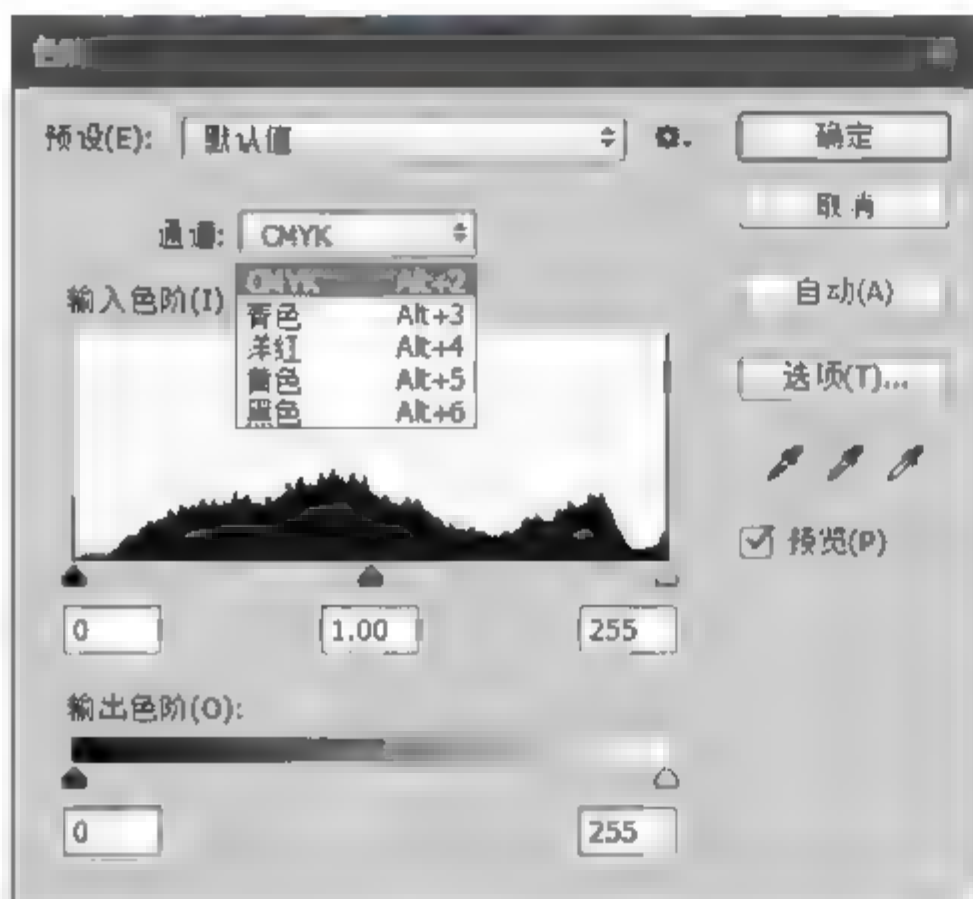 预设(E): 默认值
确定
取消
通道: CMYK
CMYK Alt+2
青色 Alt+3
洋红 Alt+4
黄色 Alt+5
黑色 Alt+6
输入色阶(I)
自动(A)
选项(T)...
预览(P)
0 1.00 255
输出色阶(O):
0 255